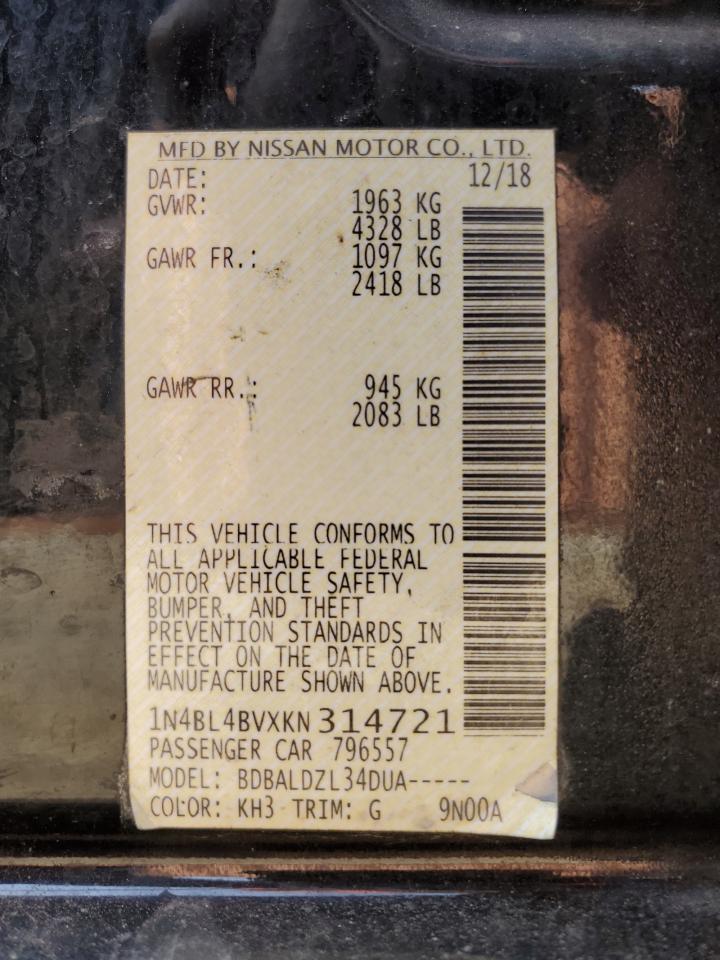 MFD BY NISSAN MOTOR CO., LTD.
DATE: 12/18
GVWR: 1963 KG
4328 LB
GAWR FR.: 1097 KG
2418 LB
GAWR RR.: 945 KG
2083 LB
THIS VEHICLE CONFORMS TO
ALL APPLICABLE FEDERAL
MOTOR VEHICLE SAFETY,
BUMPER, AND THEFT
PREVENTION STANDARDS IN
EFFECT ON THE DATE OF
MANUFACTURE SHOWN ABOVE.
1N4BL4BVXKN314721
PASSENGER CAR 796557
MODEL: BDBALDZL34DUA-----
COLOR: KH3 TRIM: G 9N00A